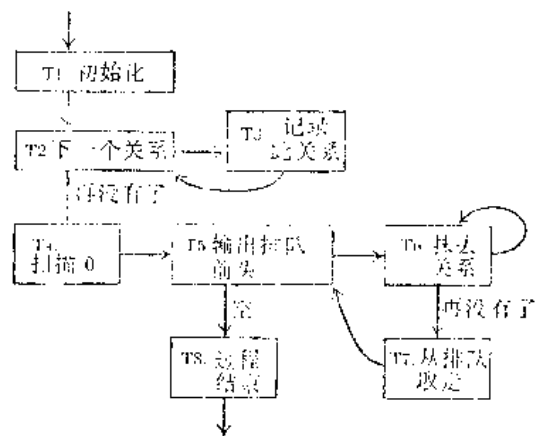 T1. 初始化
T2 下一个关系
T3. 记录
此关系
再没有了
T4.
扫描 0
T5 输出排队
前头
T6. 抹去
关系
空
再没有了
T8. 过程
结束
T7. 从排队
取走